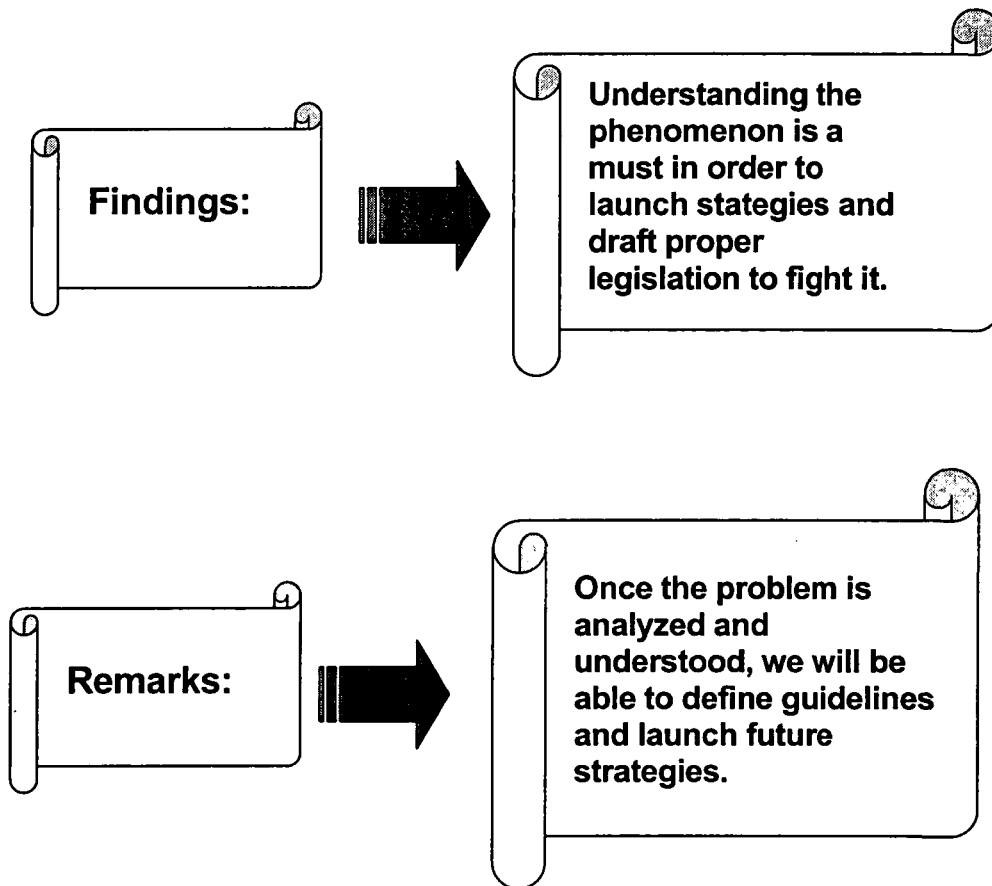 Findings:
Understanding the
phenomenon is a
must in order to
launch stategies and
draft proper
legislation to fight it.
Remarks:
Once the problem is
analyzed and
understood, we will be
able to define guidelines
and launch future
strategies.